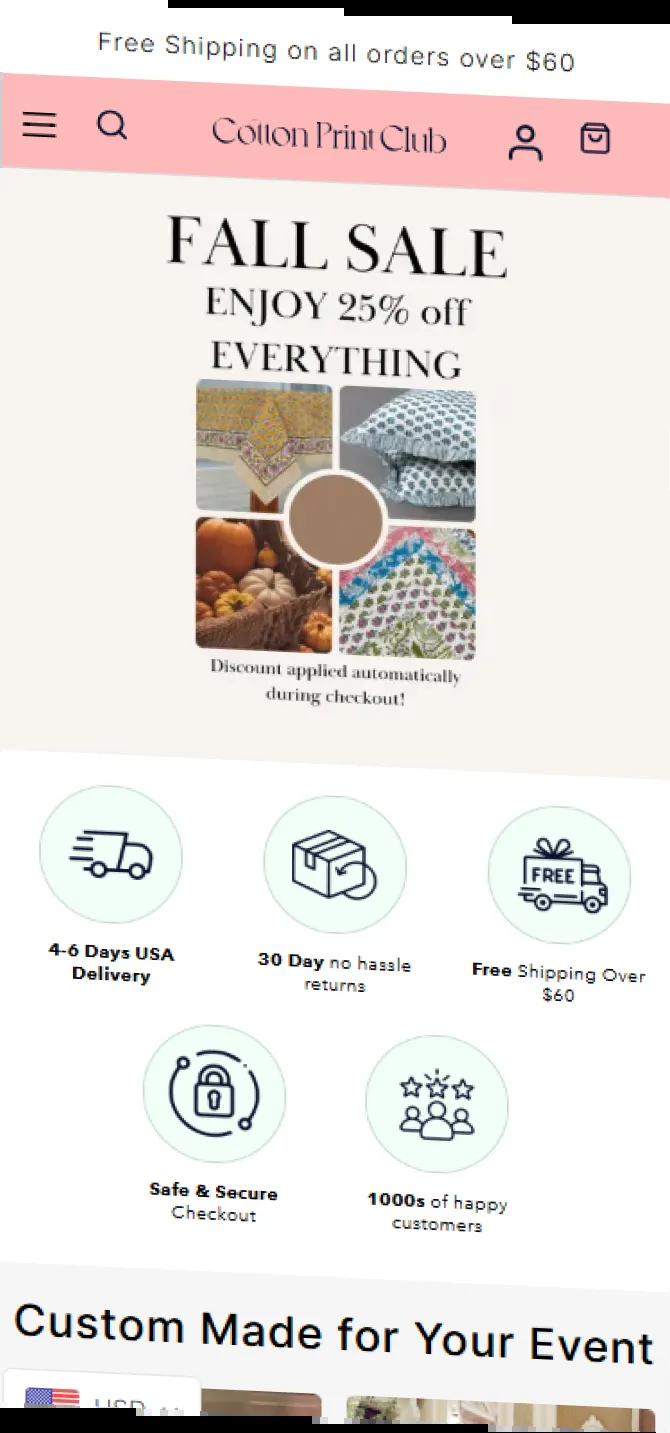 Free Shipping on all orders over $60
Cotton Print Club
FALL SALE
ENJOY 25% off
EVERYTHING
Discount applied automatically
during checkout!
4-6 Days USA
Delivery
30 Day no hassle
returns
FREE
Free Shipping Over
$60
Safe & Secure
Checkout
1000s of happy
customers
Custom Made for Your Event
USD